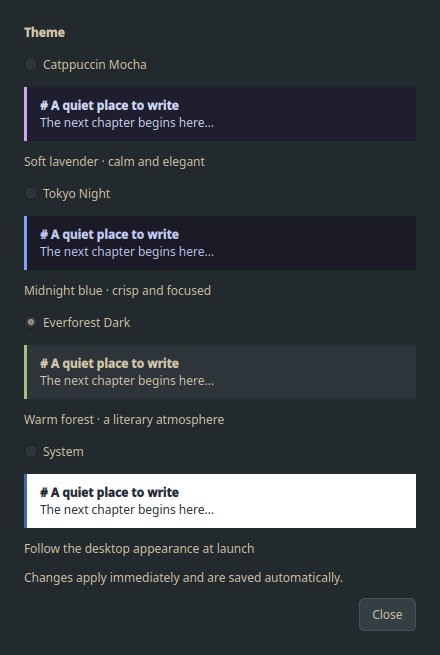 Theme
Catppuccin Mocha
# A quiet place to write
The next chapter begins here...
Soft lavender · calm and elegant
Tokyo Night
# A quiet place to write
The next chapter begins here...
Midnight blue · crisp and focused
Everforest Dark
# A quiet place to write
The next chapter begins here...
Warm forest · a literary atmosphere
System
# A quiet place to write
The next chapter begins here...
Follow the desktop appearance at launch
Changes apply immediately and are saved automatically.
Close